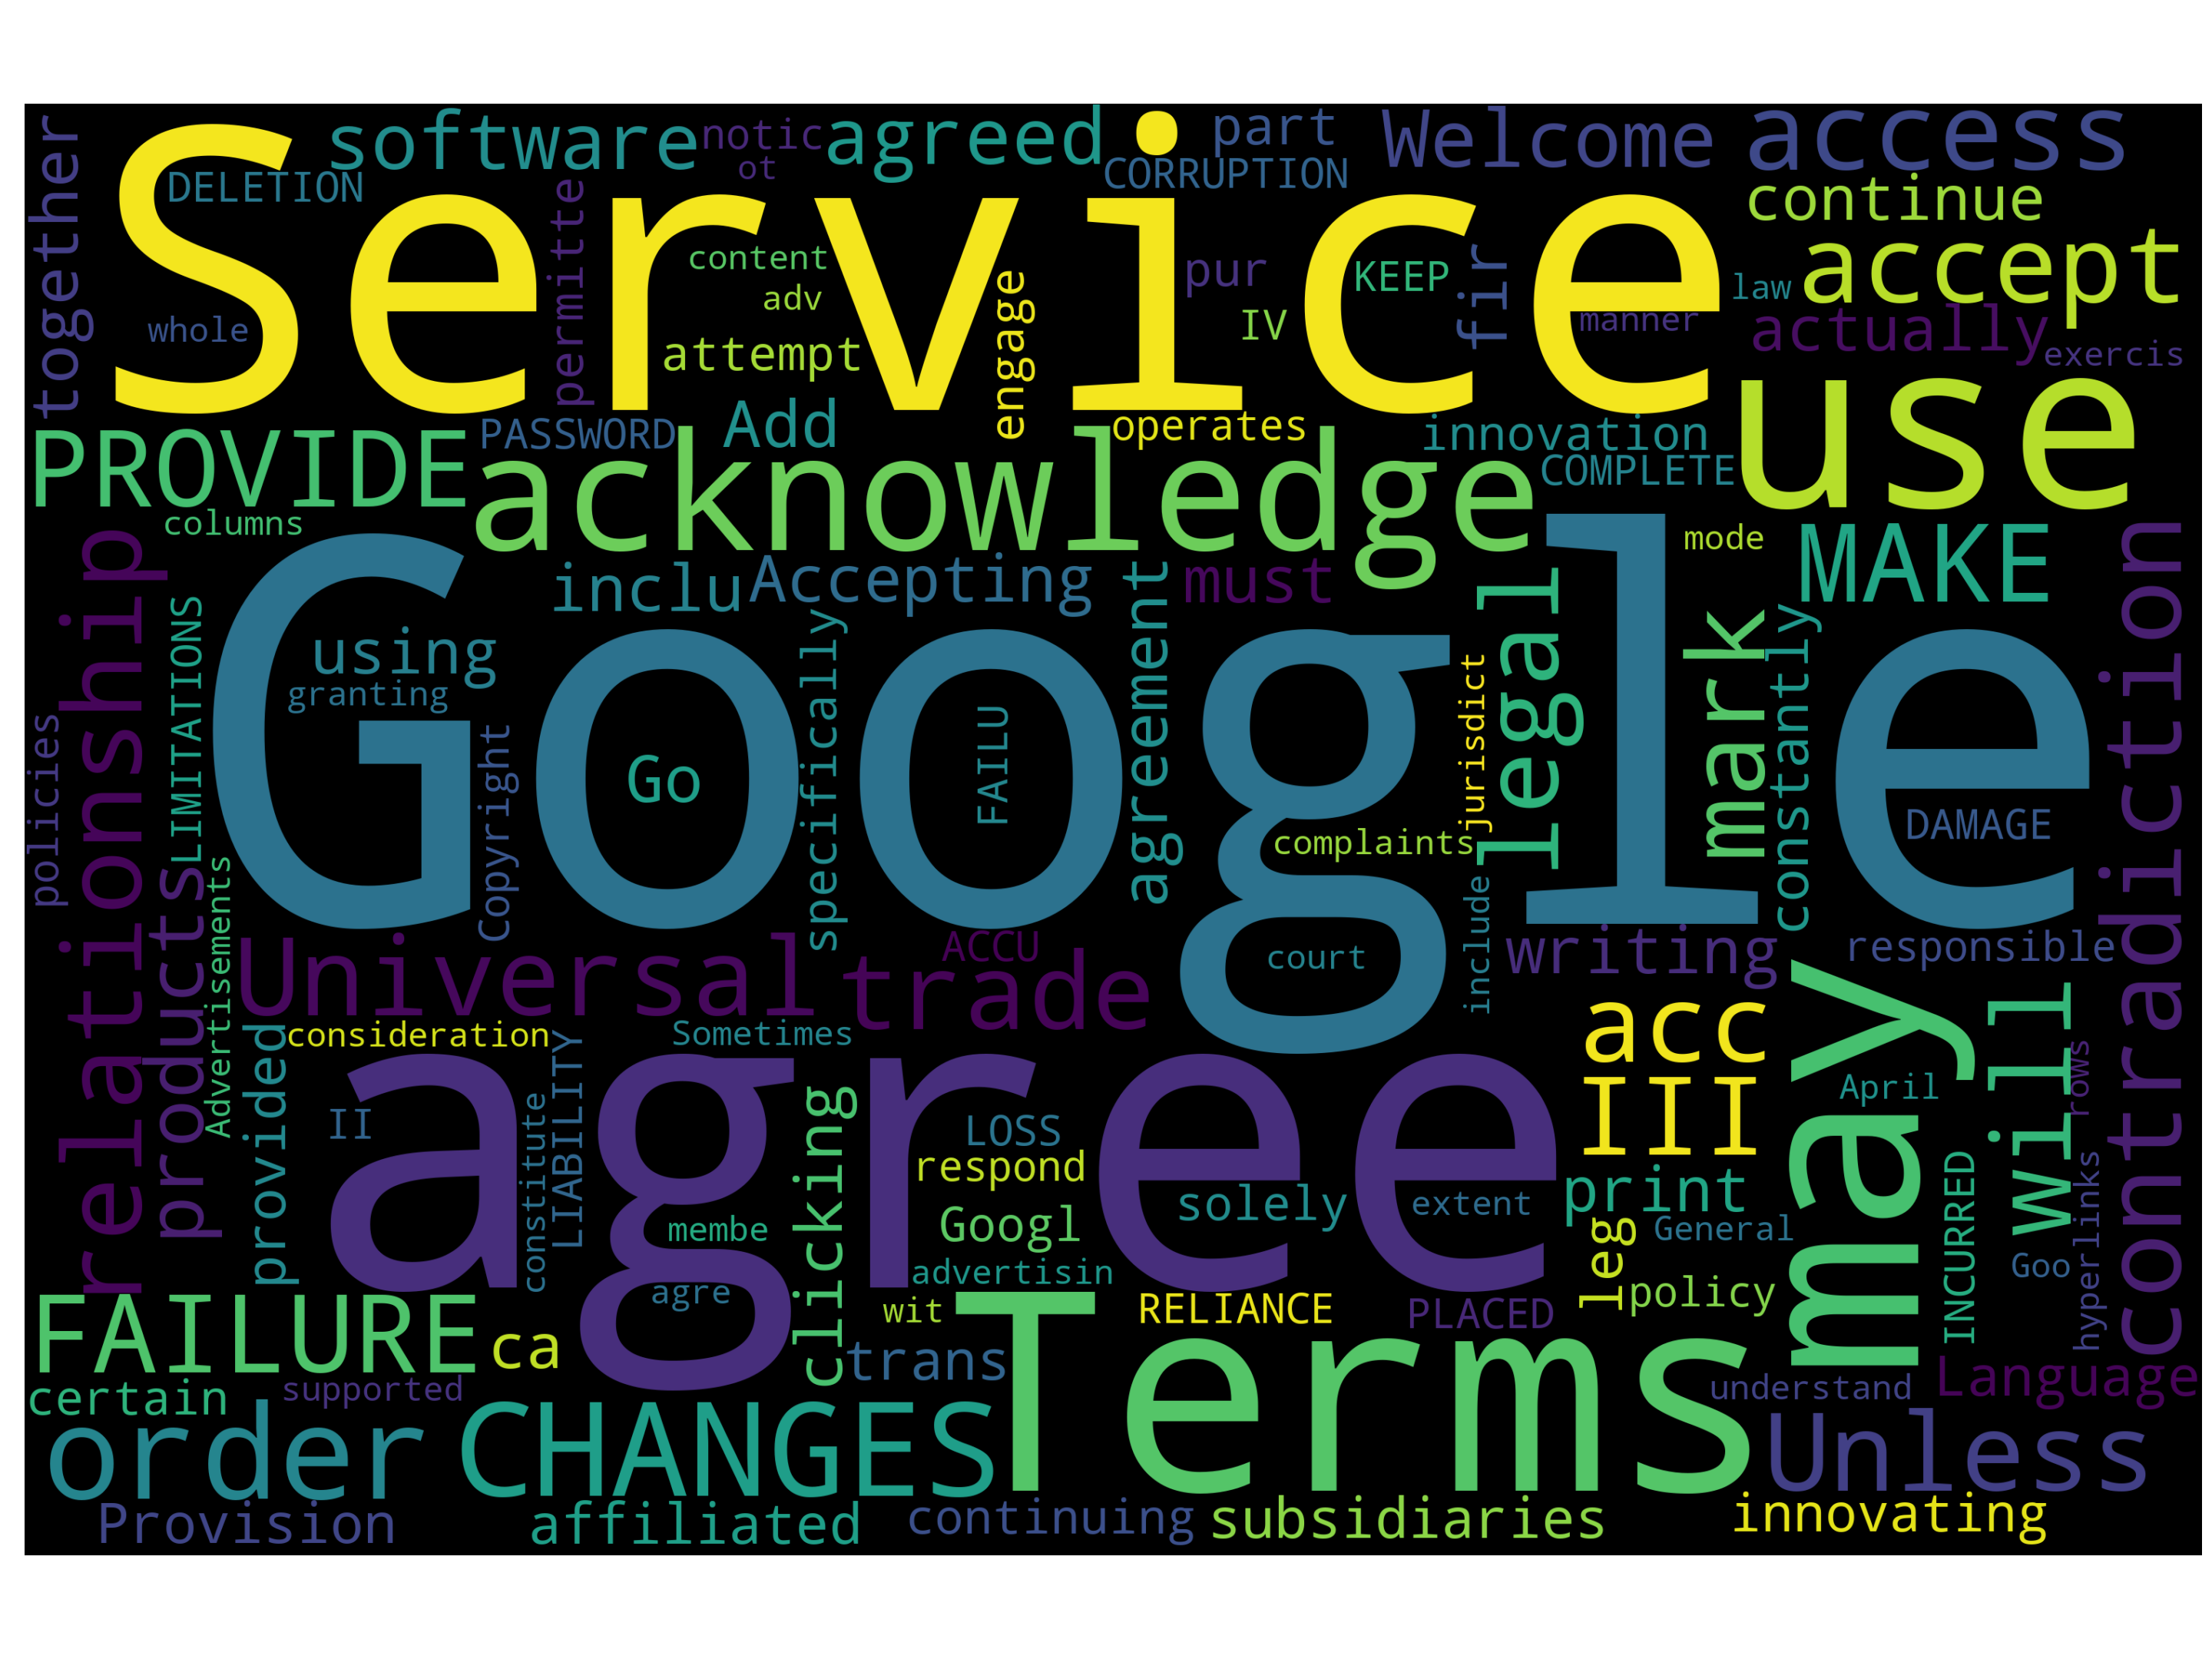 together
software
notic
ot
agreed
part
Welcome
access
DELETION
CORRUPTION
continue
Service
permitte
content
adv
attempt
engage
pur
KEEP
IV
fir
manner
law
accept
actually
exercis
whole
use
PROVIDE
PASSWORD
Add
operates
innovation
COMPLETE
acknowledge
columns
mode
MAKE
relationship
inclu
Accepting
must
agreement
legal
mark
constantly
contradiction
LIMITATIONS
using
granting
specifically
Google
Go
FAILU
jurisdict
complaints
DAMAGE
policies
products
Copyright
Advertisements
Universal
trade
ACCU
court
include
writing
responsible
provided
consideration
Sometimes
LIABILITY
constitute
agree
II
acc
III
may
April
Will
rows
LOSS
respond
clicking
membe
Googl
solely
extent
print
General
leg
INCURRED
Goo
hyperlinks
agre
advertisin
policy
FAILURE
ca
wit
RELIANCE
PLACED
trans
Terms
certain
supported
understand
Language
order
CHANGES
Unless
Provision
affiliated
continuing
subsidiaries
innovating